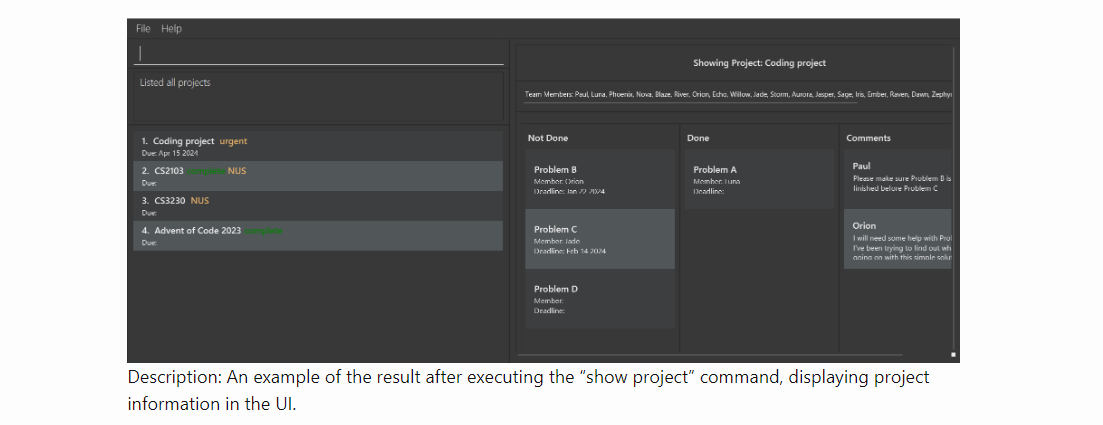 File Help
Listed all projects
1. Coding project urgent
Due: Apr 15 2024
2. CS2103 complete NUS
Due:
3. CS3230 NUS
Due:
4. Advent of Code 2023 complete
Due:
Showing Project: Coding project
Team Members: Paul, Luna, Phoenix, Nova, Blaze, River, Orion, Echo, Willow, Jade, Storm, Aurora, Jasper, Sage, Iris, Ember, Raven, Dawn, Zephy
Not Done
Problem B
Member: Orion
Deadline: Jan 22 2024
Problem C
Member: Jade
Deadline: Feb 14 2024
Problem D
Member:
Deadline:
Done
Problem A
Member: Luna
Deadline:
Comments
Paul
Please make sure Problem B is
finished before Problem C
Orion
I will need some help with Prol
I've been trying to find out wh
going on with this simple solu
Description: An example of the result after executing the “show project” command, displaying project
information in the UI.